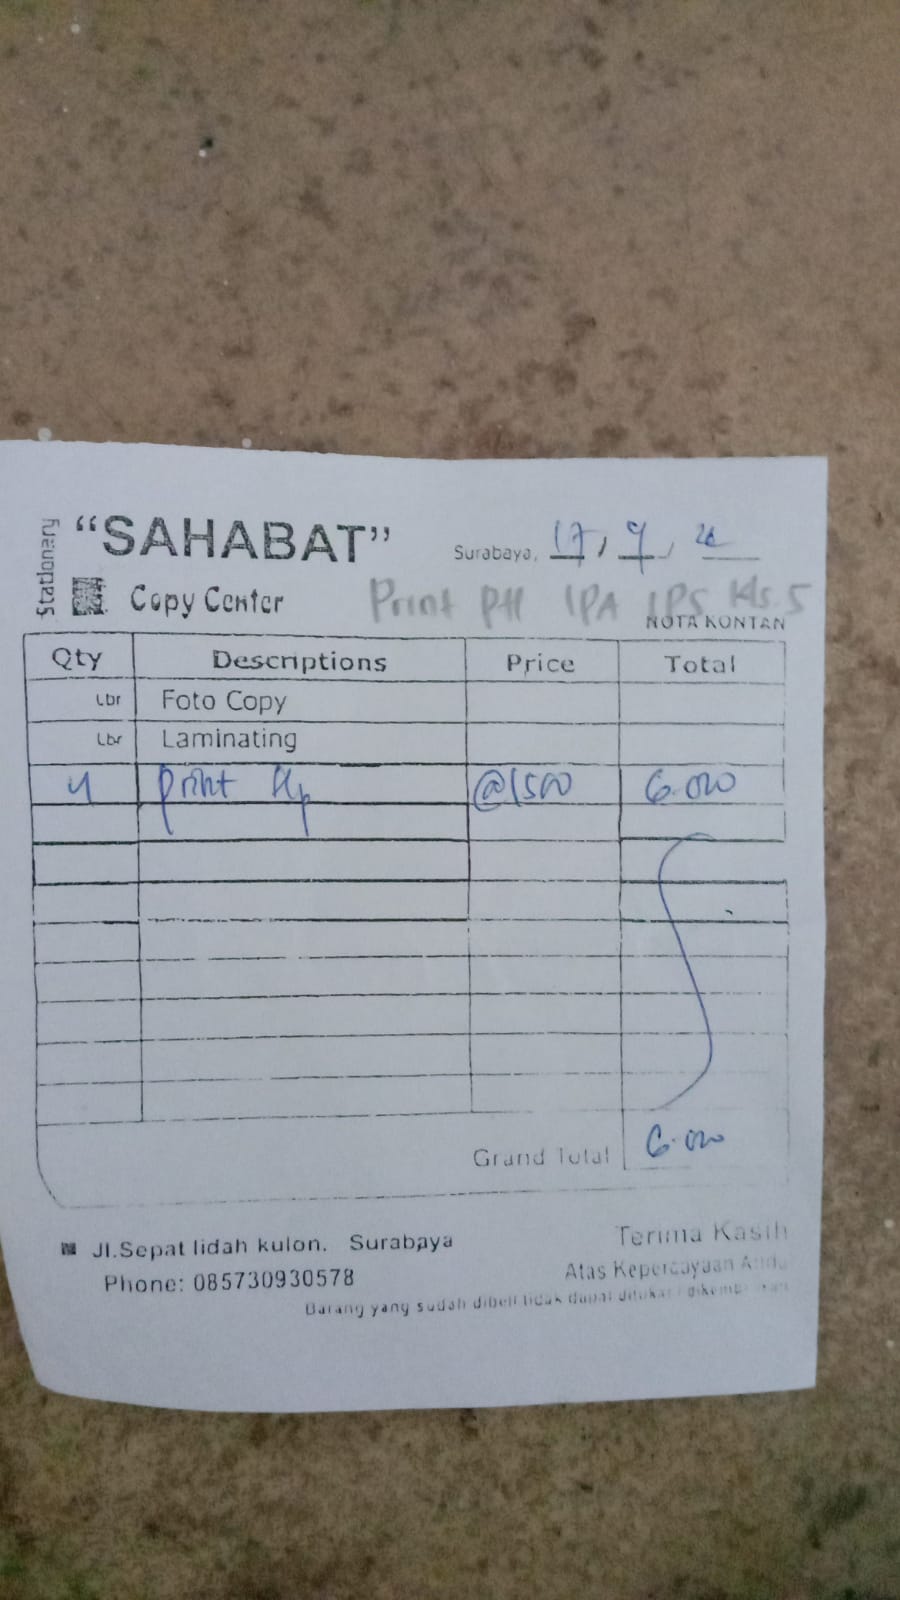 Stationary
“SAHABAT”
Copy Center
Surabaya, 17, 9,
Print PH IPA IPS Kls. 5
NOTA KONTAN
Qty Descriptions Price Total
Lbr Foto Copy
Lbr Laminating
4 print Hp @1500 6.000
Grand Total 6.000
Jl.Sepat lidah kulon. Surabaya
Phone: 085730930578
Terima Kasih
Atas Kepercayaan Anda
Barang yang sudah dibeli tidak dapat ditukar / dikembalikan